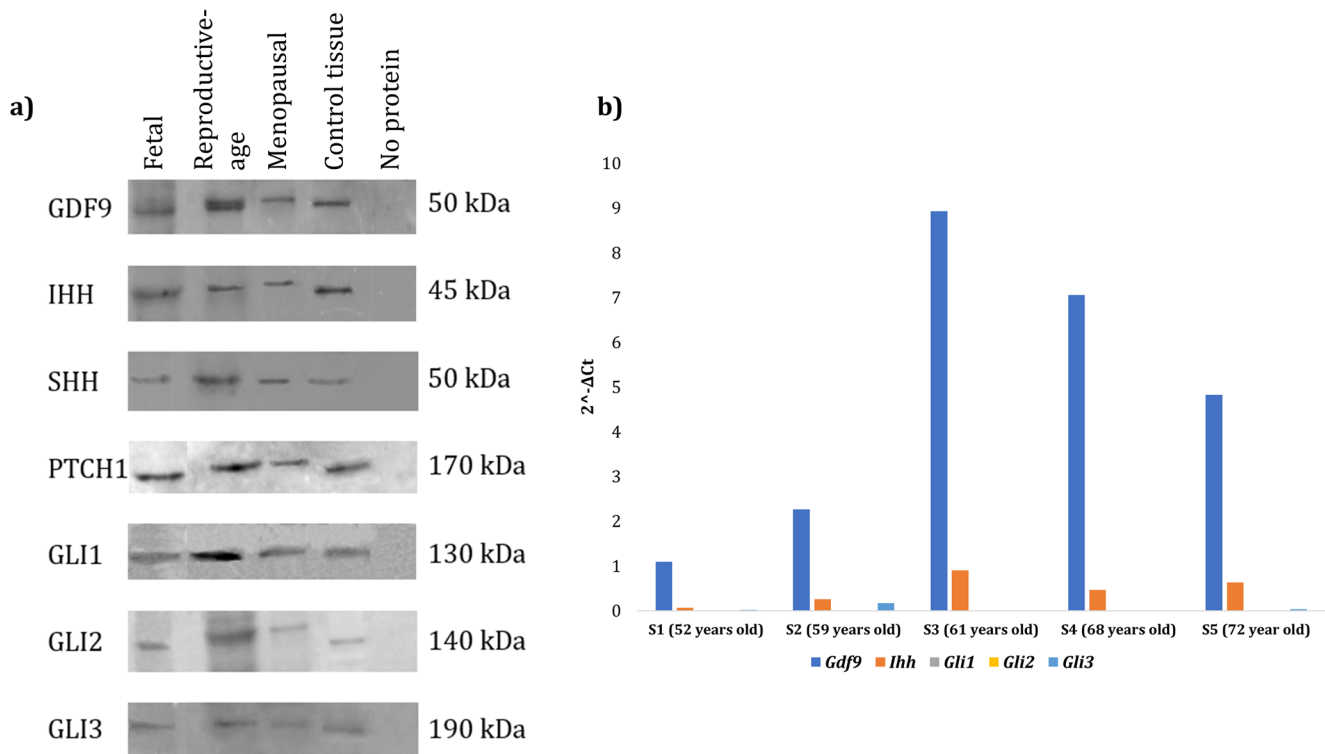 a)
Fetal
Reproductive-
age
Menopausal
Control tissue
No protein
GDF9
50 kDa
IHH
45 kDa
SHH
50 kDa
PTCH1
170 kDa
GLI1
130 kDa
GLI2
140 kDa
GLI3
190 kDa
b)
10
9
8
7
6
5
4
3
2
1
0
2^-ΔCt
S1 (52 years old)
S2 (59 years old)
S3 (61 years old)
S4 (68 years old)
S5 (72 year old)
Gdf9
Ihh
Gli1
Gli2
Gli3